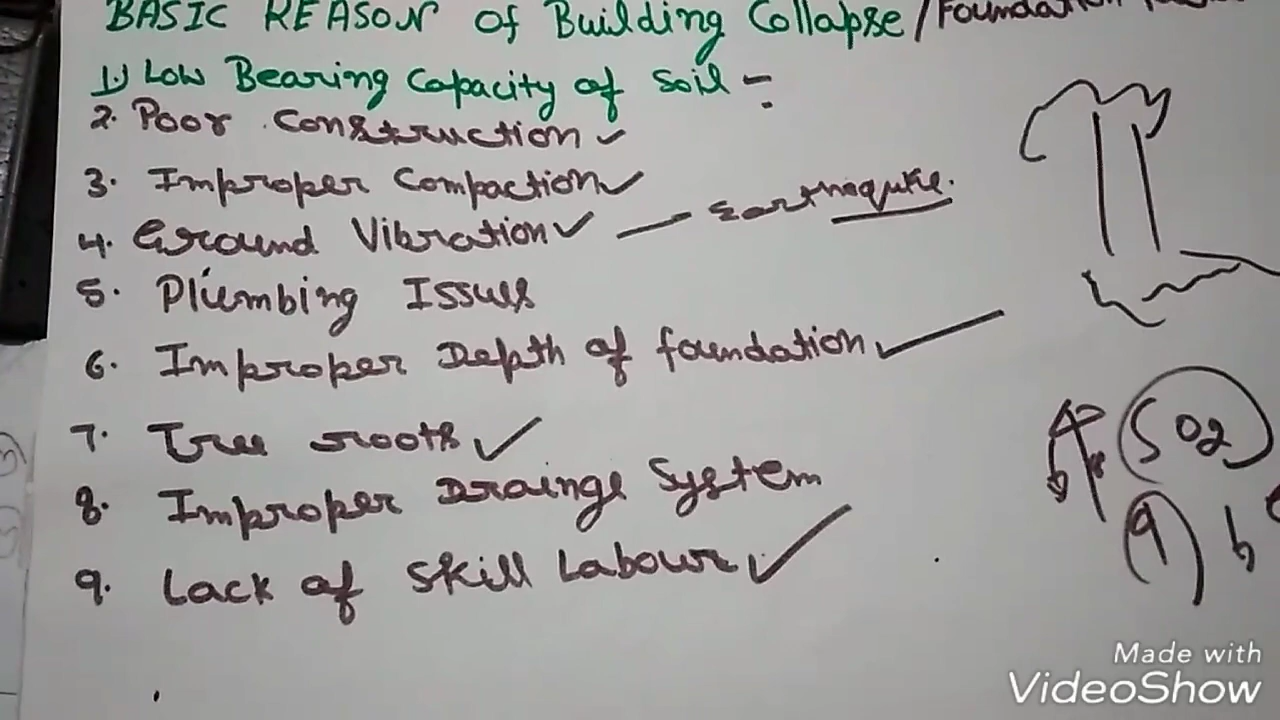 BASIC REASON of Building Collapse/Foundation
1.) Low Bearing Capacity of Soil -
2. Poor Construction ✓
3. Improper Compaction ✓
4. Ground Vibration ✓ — Earthquke.
5. Plumbing Issues
6. Improper Depth of foundation ✓
7. Tree roots ✓
8. Improper Drainge System
9. Lack of Skill Labour ✓
SO2
9 b
Made with
VideoShow